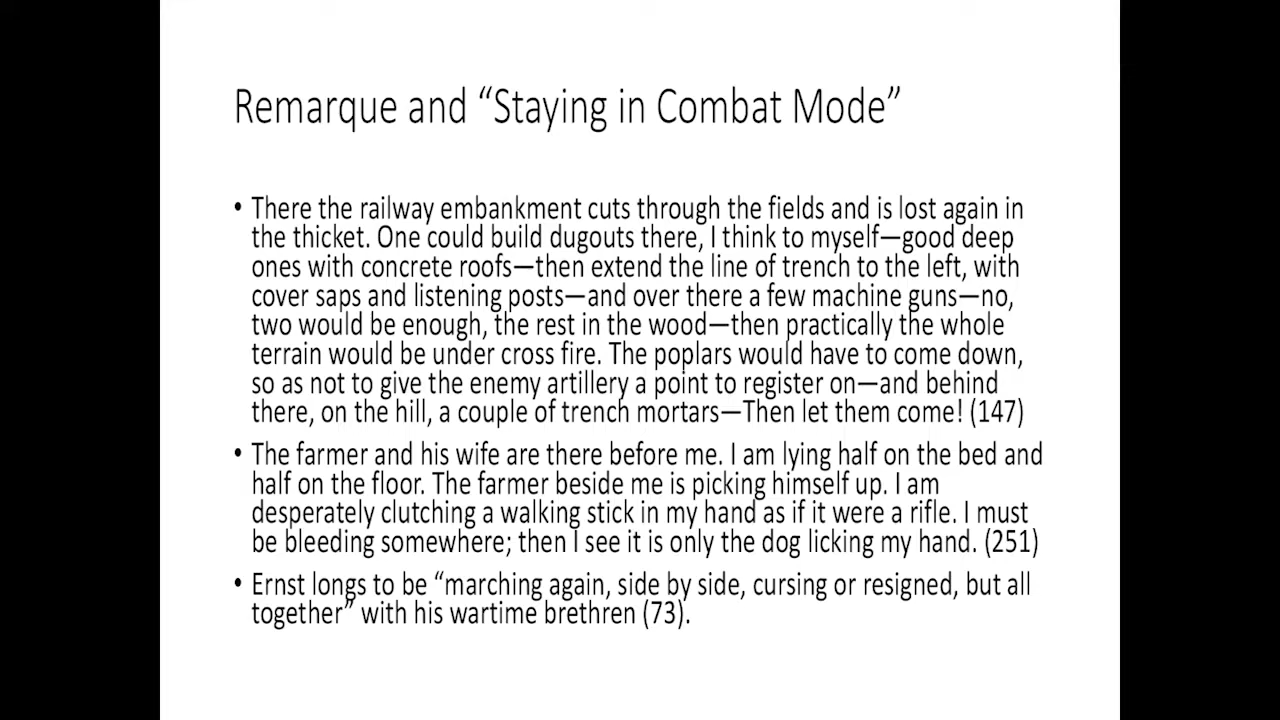 Remarque and “Staying in Combat Mode”
• There the railway embankment cuts through the fields and is lost again in
the thicket. One could build dugouts there, I think to myself—good deep
ones with concrete roofs—then extend the line of trench to the left, with
cover saps and listening posts—and over there a few machine guns—no,
two would be enough, the rest in the wood—then practically the whole
terrain would be under cross fire. The poplars would have to come down,
so as not to give the enemy artillery a point to register on—and behind
there, on the hill, a couple of trench mortars—Then let them come! (147)
• The farmer and his wife are there before me. I am lying half on the bed and
half on the floor. The farmer beside me is picking himself up. I am
desperately clutching a walking stick in my hand as if it were a rifle. I must
be bleeding somewhere; then I see it is only the dog licking my hand. (251)
• Ernst longs to be “marching again, side by side, cursing or resigned, but all
together” with his wartime brethren (73).